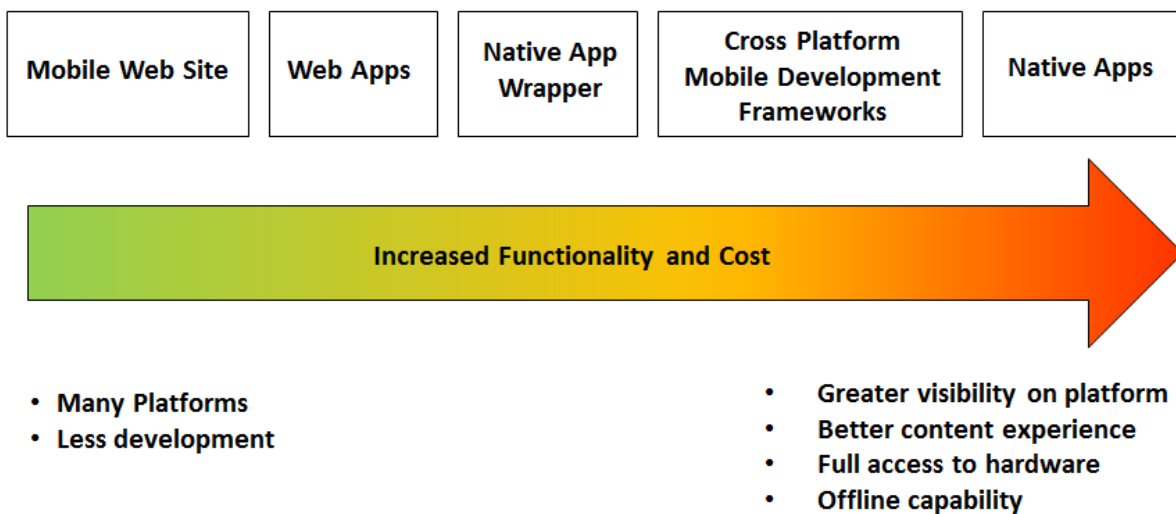 Mobile Web Site
Web Apps
Native App
Wrapper
Cross Platform
Mobile Development
Frameworks
Native Apps
Increased Functionality and Cost
• Many Platforms
• Less development
• Greater visibility on platform
• Better content experience
• Full access to hardware
• Offline capability